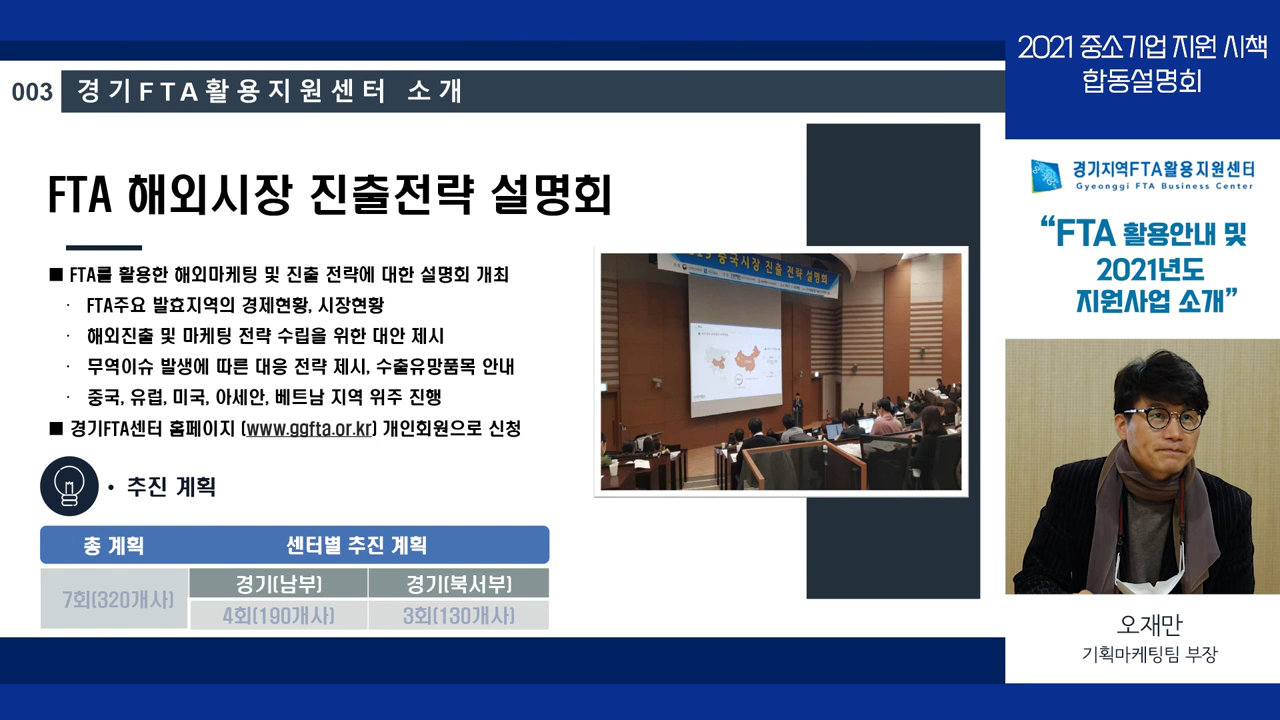 003
경기FTA활용지원센터 소개
FTA 해외시장 진출전략 설명회
■ FTA를 활용한 해외마케팅 및 진출 전략에 대한 설명회 개최
· FTA주요 발효지역의 경제현황, 시장현황
· 해외진출 및 마케팅 전략 수립을 위한 대안 제시
· 무역이슈 발생에 따른 대응 전략 제시, 수출유망품목 안내
· 중국, 유럽, 미국, 아세안, 베트남 지역 위주 진행
■ 경기FTA센터 홈페이지 (www.ggfta.or.kr) 개인회원으로 신청
• 추진 계획
총 계획 센터별 추진 계획
경기(남부) 경기(북서부)
7회(320개사) 4회(190개사) 3회(130개사)
중국시장 진출 전략 설명회
2021 중소기업 지원 시책
합동설명회
경기지역FTA활용지원센터
Gyeonggi FTA Business Center
“FTA 활용안내 및
2021년도
지원사업 소개”
오재만
기획마케팅팀 부장